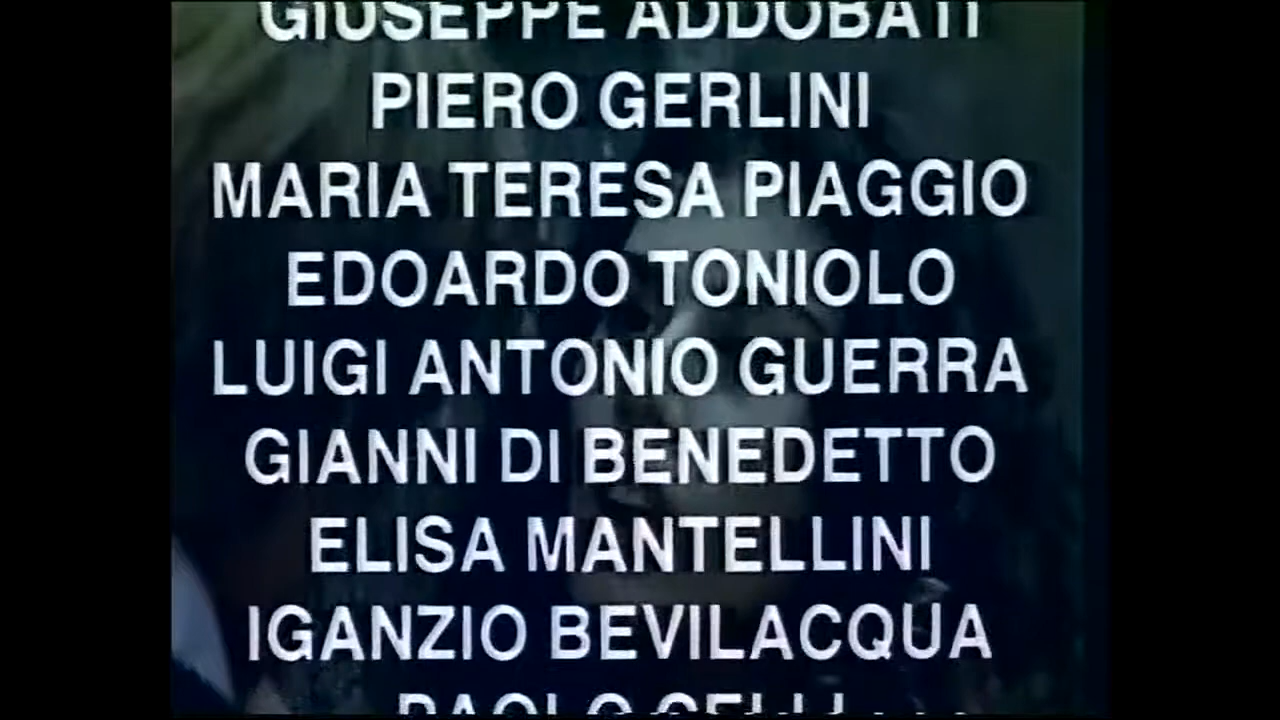 GIUSEPPE ADDOBATI
PIERO GERLINI
MARIA TERESA PIAGGIO
EDOARDO TONIOLO
LUIGI ANTONIO GUERRA
GIANNI DI BENEDETTO
ELISA MANTELLINI
IGANZIO BEVILACQUA
PAOLO